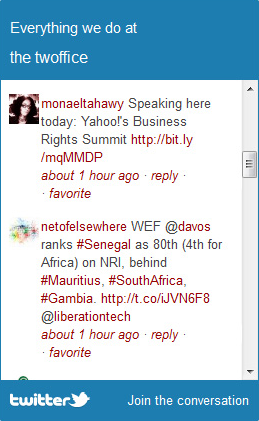 Everything we do at
the twoffice
monaeltahawy Speaking here
today: Yahoo!'s Business
Rights Summit http://bit.ly
/mqMMDP
about 1 hour ago · reply ·
· favorite
netofelsewhere WEF @davos
ranks #Senegal as 80th (4th for
Africa) on NRI, behind
#Mauritius, #SouthAfrica,
#Gambia. http://t.co/iJVN6F8
@liberationtech
about 1 hour ago · reply ·
· favorite
twitter Join the conversation